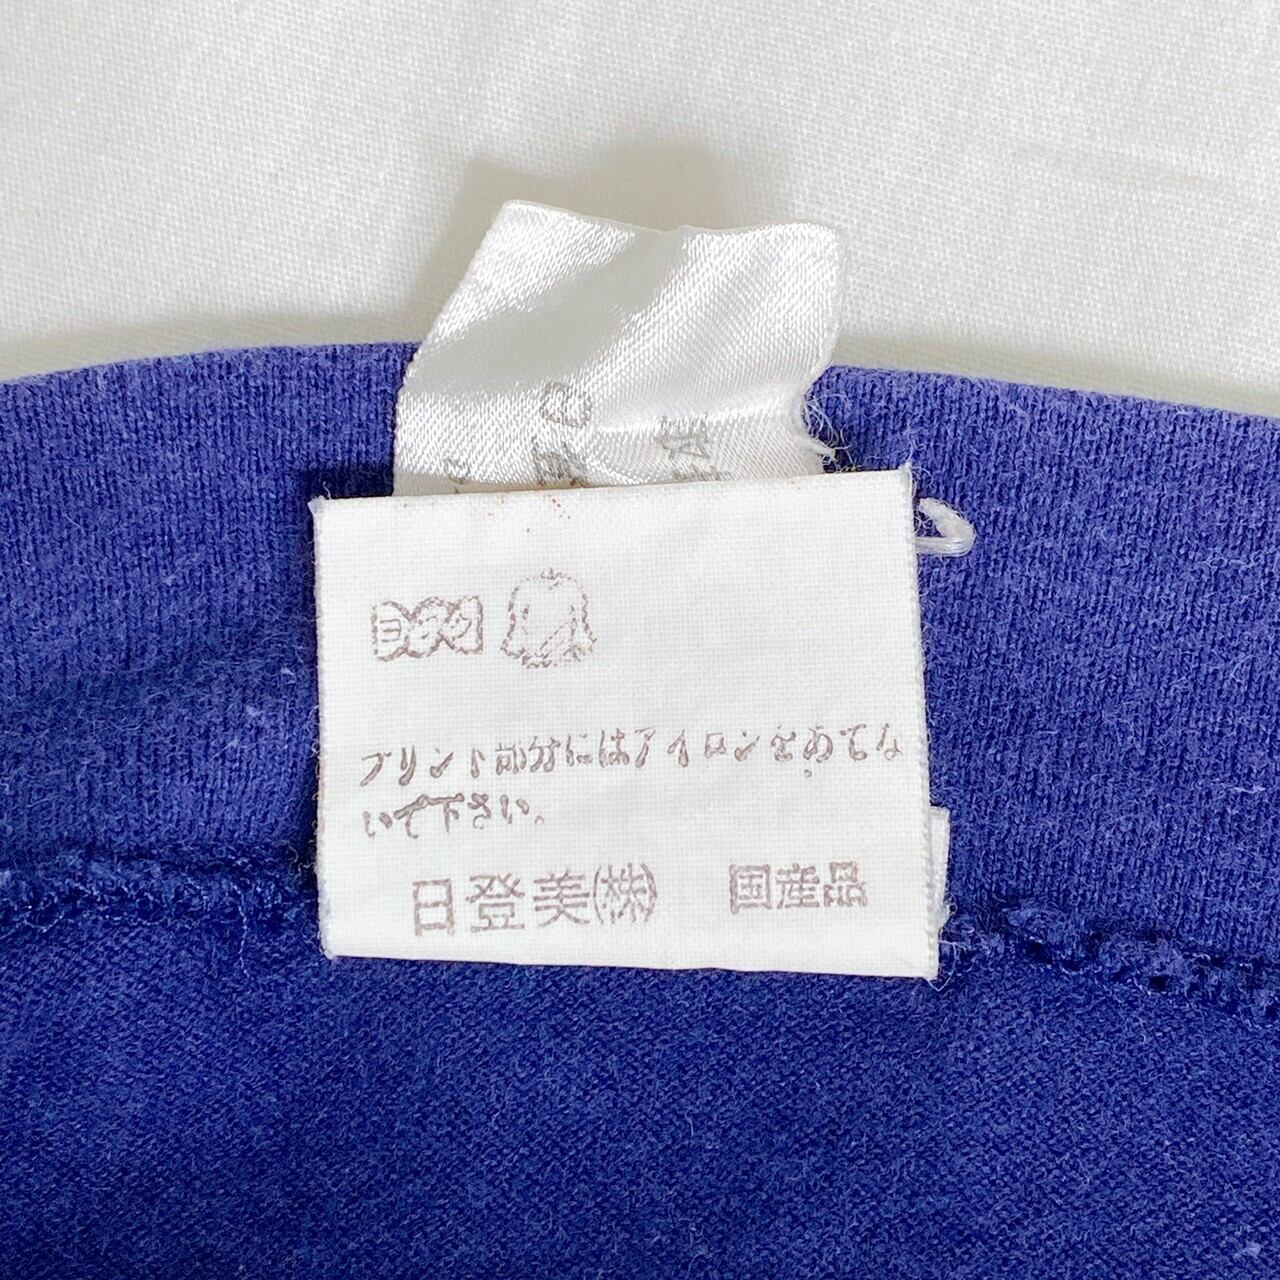 プリント部分にはアイロンをあてな
いで下さい。
日登美㈱ 国産品